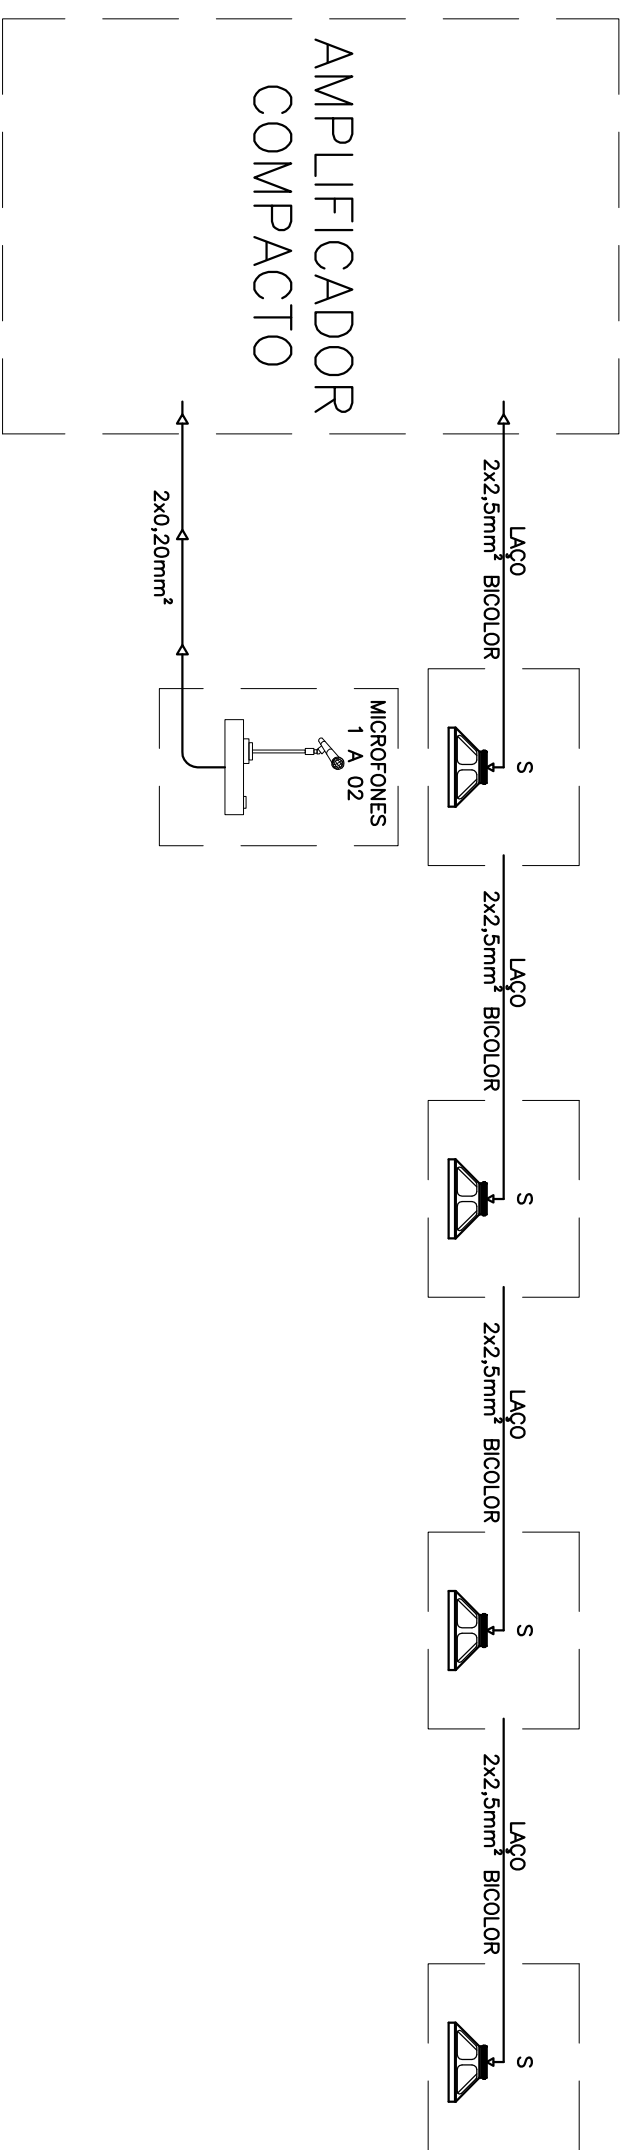 AMPLIFICADOR
COMPACTO
LAÇO
2x2,5mm² BICOLOR
S
LAÇO
2x2,5mm² BICOLOR
S
LAÇO
2x2,5mm² BICOLOR
S
LAÇO
2x2,5mm² BICOLOR
S
MICROFONES
1 A 02
2x0,20mm²